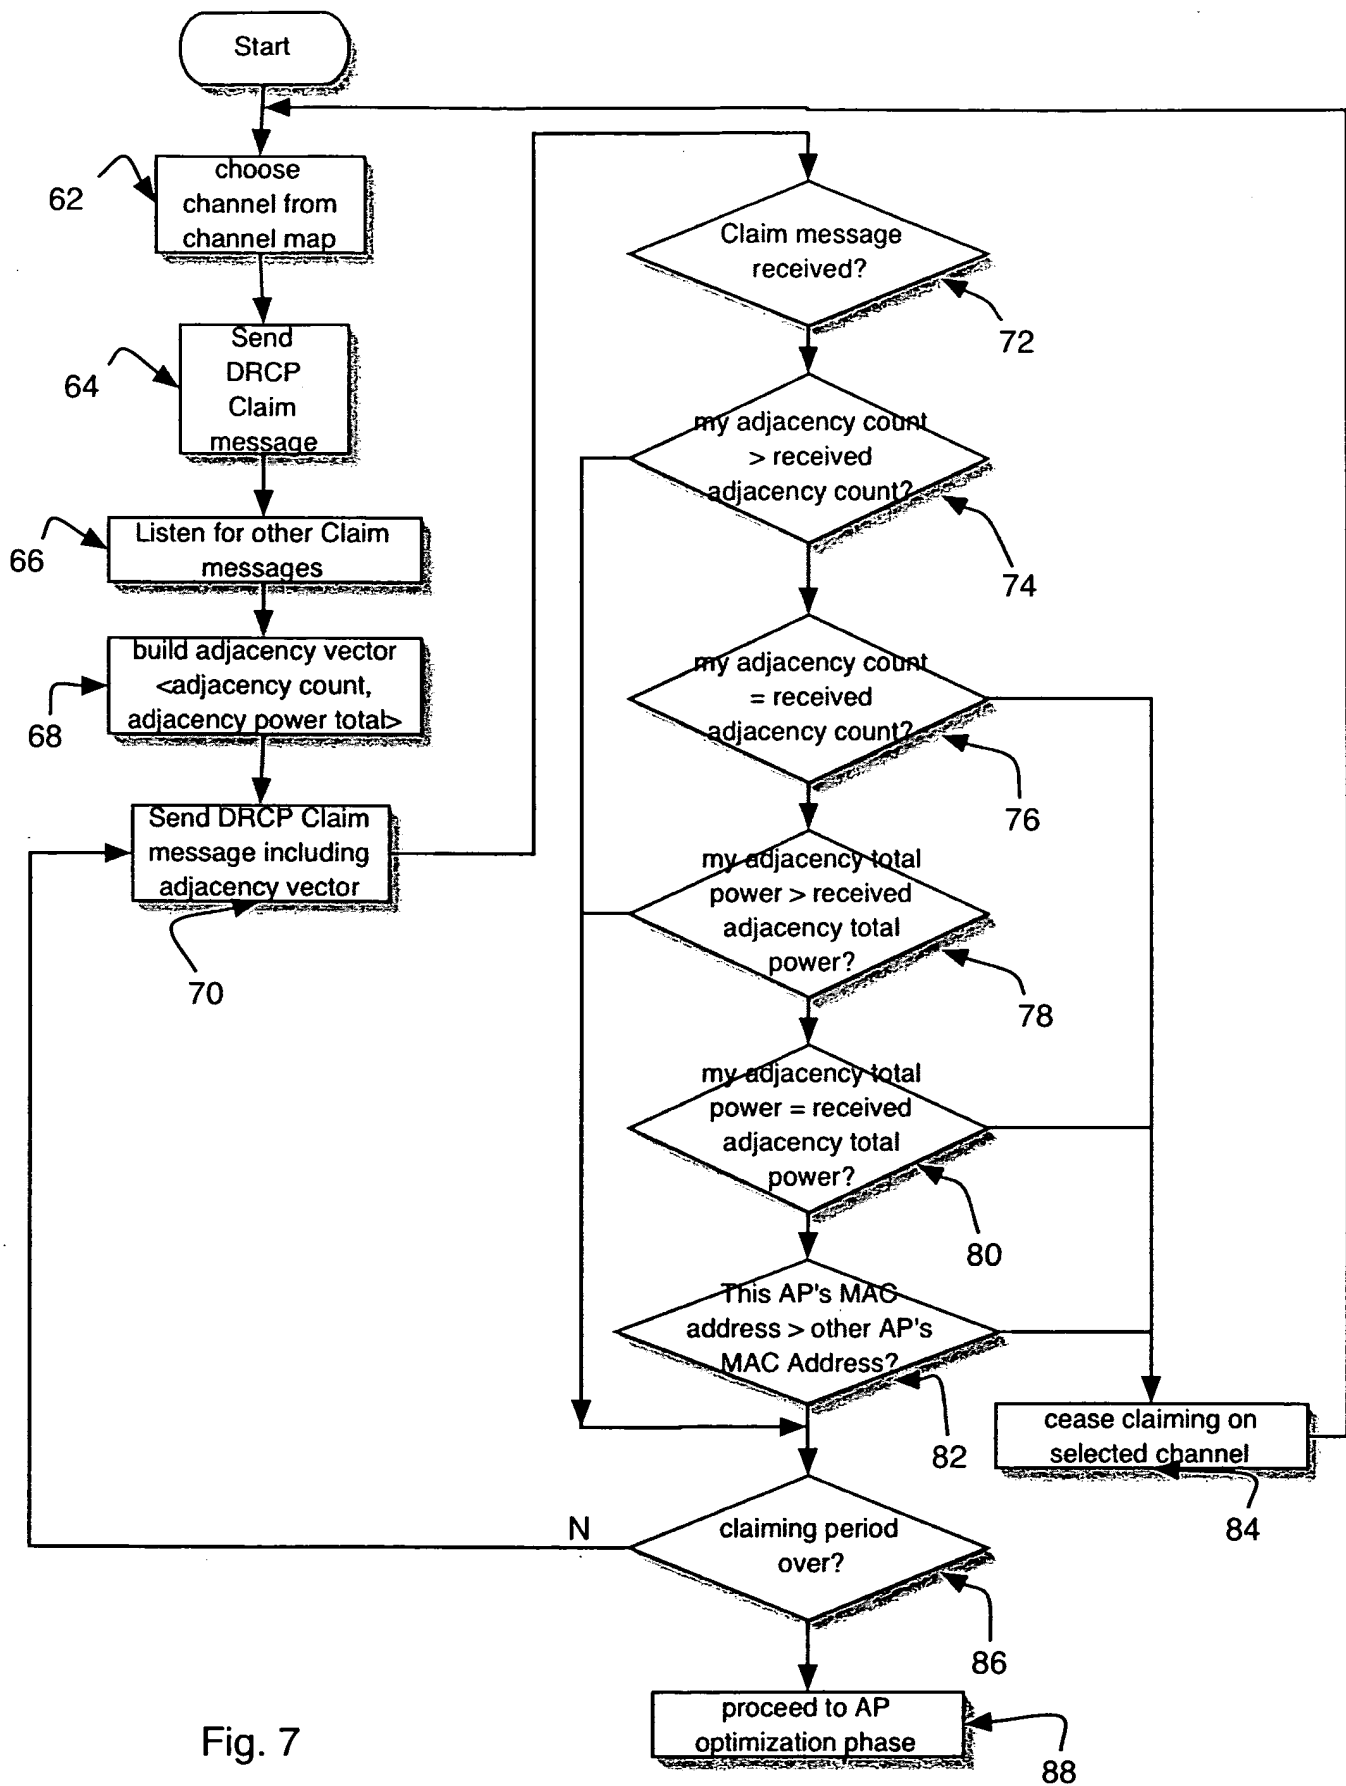 Start
choose
channel from
channel map
62
Send
DRCP
Claim
message
64
Listen for other Claim
messages
66
build adjacency vector
<adjacency count,
adjacency power total>
68
Send DRCP Claim
message including
adjacency vector
70
Claim message
received?
72
my adjacency count
> received
adjacency count?
74
my adjacency count
= received
adjacency count?
76
my adjacency total
power > received
adjacency total
power?
78
my adjacency total
power = received
adjacency total
power?
80
This AP's MAC
address > other AP's
MAC Address?
82
cease claiming on
selected channel
84
N
claiming period
over?
86
proceed to AP
optimization phase
88
Fig. 7